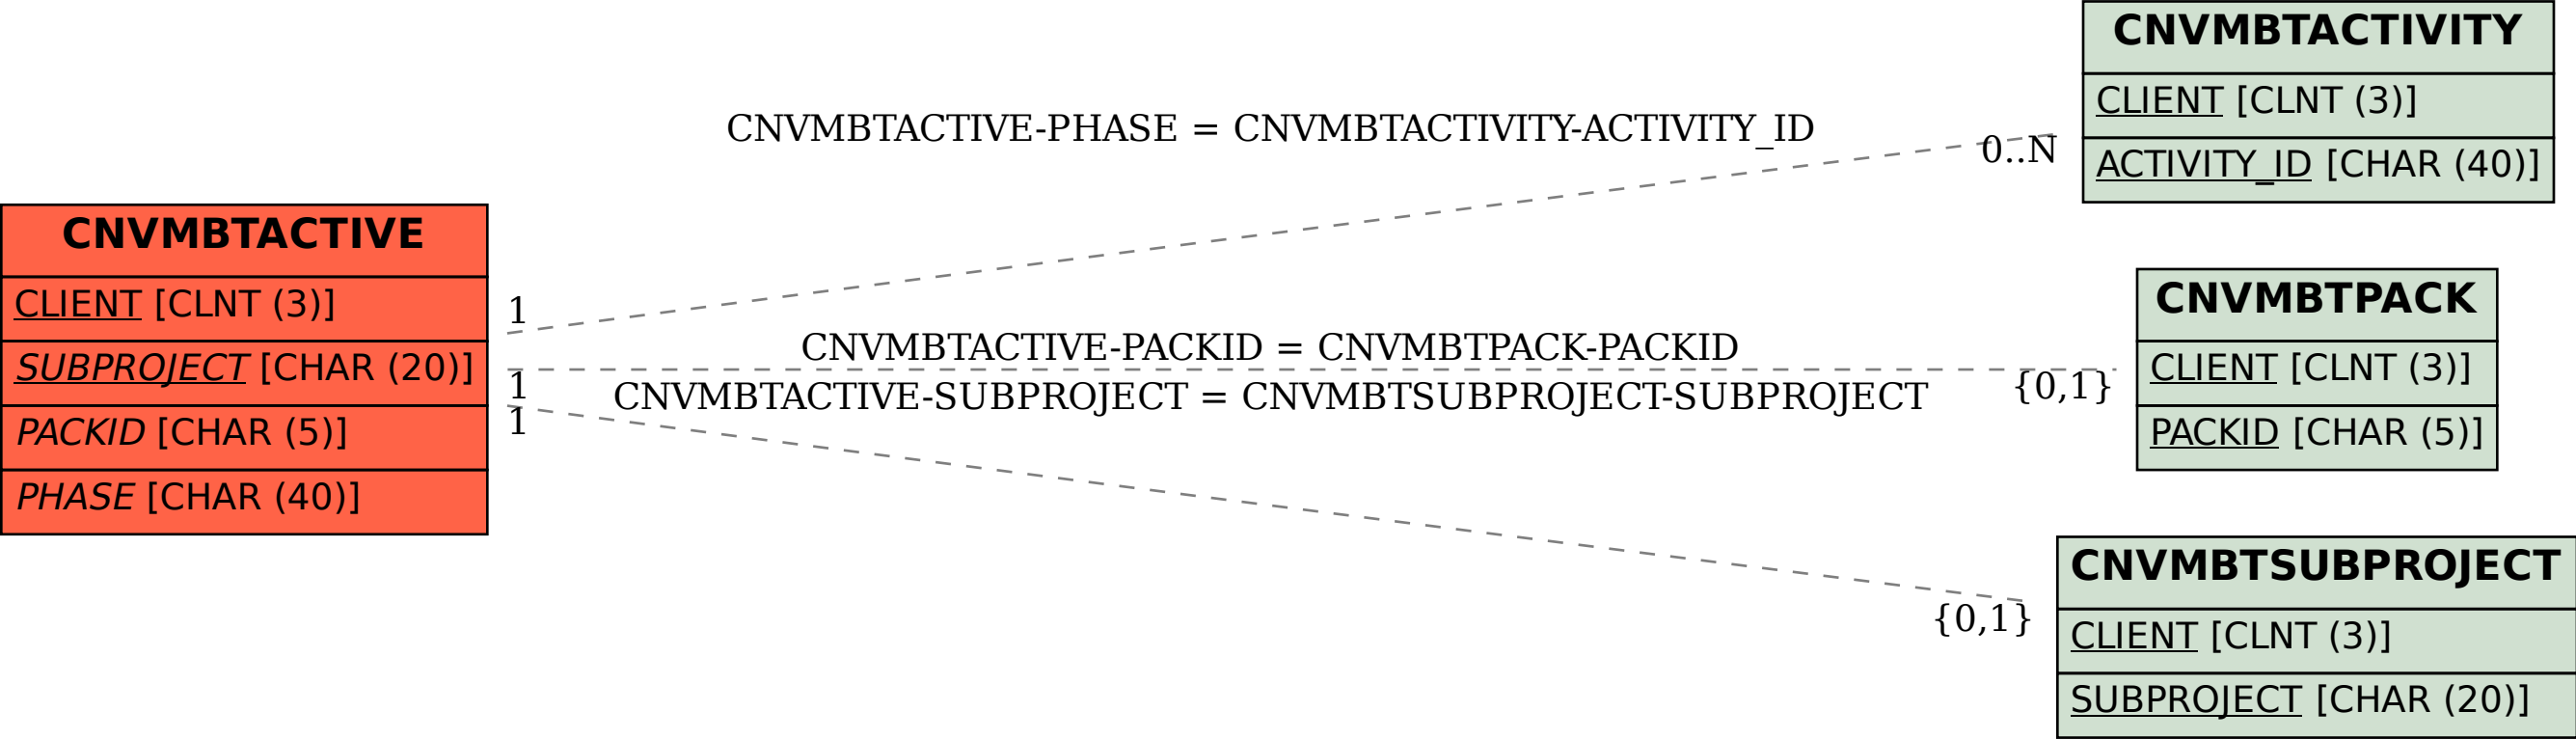 CNVMBTACTIVE
CLIENT [CLNT (3)]
SUBPROJECT [CHAR (20)]
PACKID [CHAR (5)]
PHASE [CHAR (40)]
CNVMBTACTIVE-PHASE = CNVMBTACTIVITY-ACTIVITY_ID
1
0..N
CNVMBTACTIVE-PACKID = CNVMBTPACK-PACKID
1
{0,1}
CNVMBTACTIVE-SUBPROJECT = CNVMBTSUBPROJECT-SUBPROJECT
1
{0,1}
CNVMBTACTIVITY
CLIENT [CLNT (3)]
ACTIVITY_ID [CHAR (40)]
CNVMBTPACK
CLIENT [CLNT (3)]
PACKID [CHAR (5)]
CNVMBTSUBPROJECT
CLIENT [CLNT (3)]
SUBPROJECT [CHAR (20)]